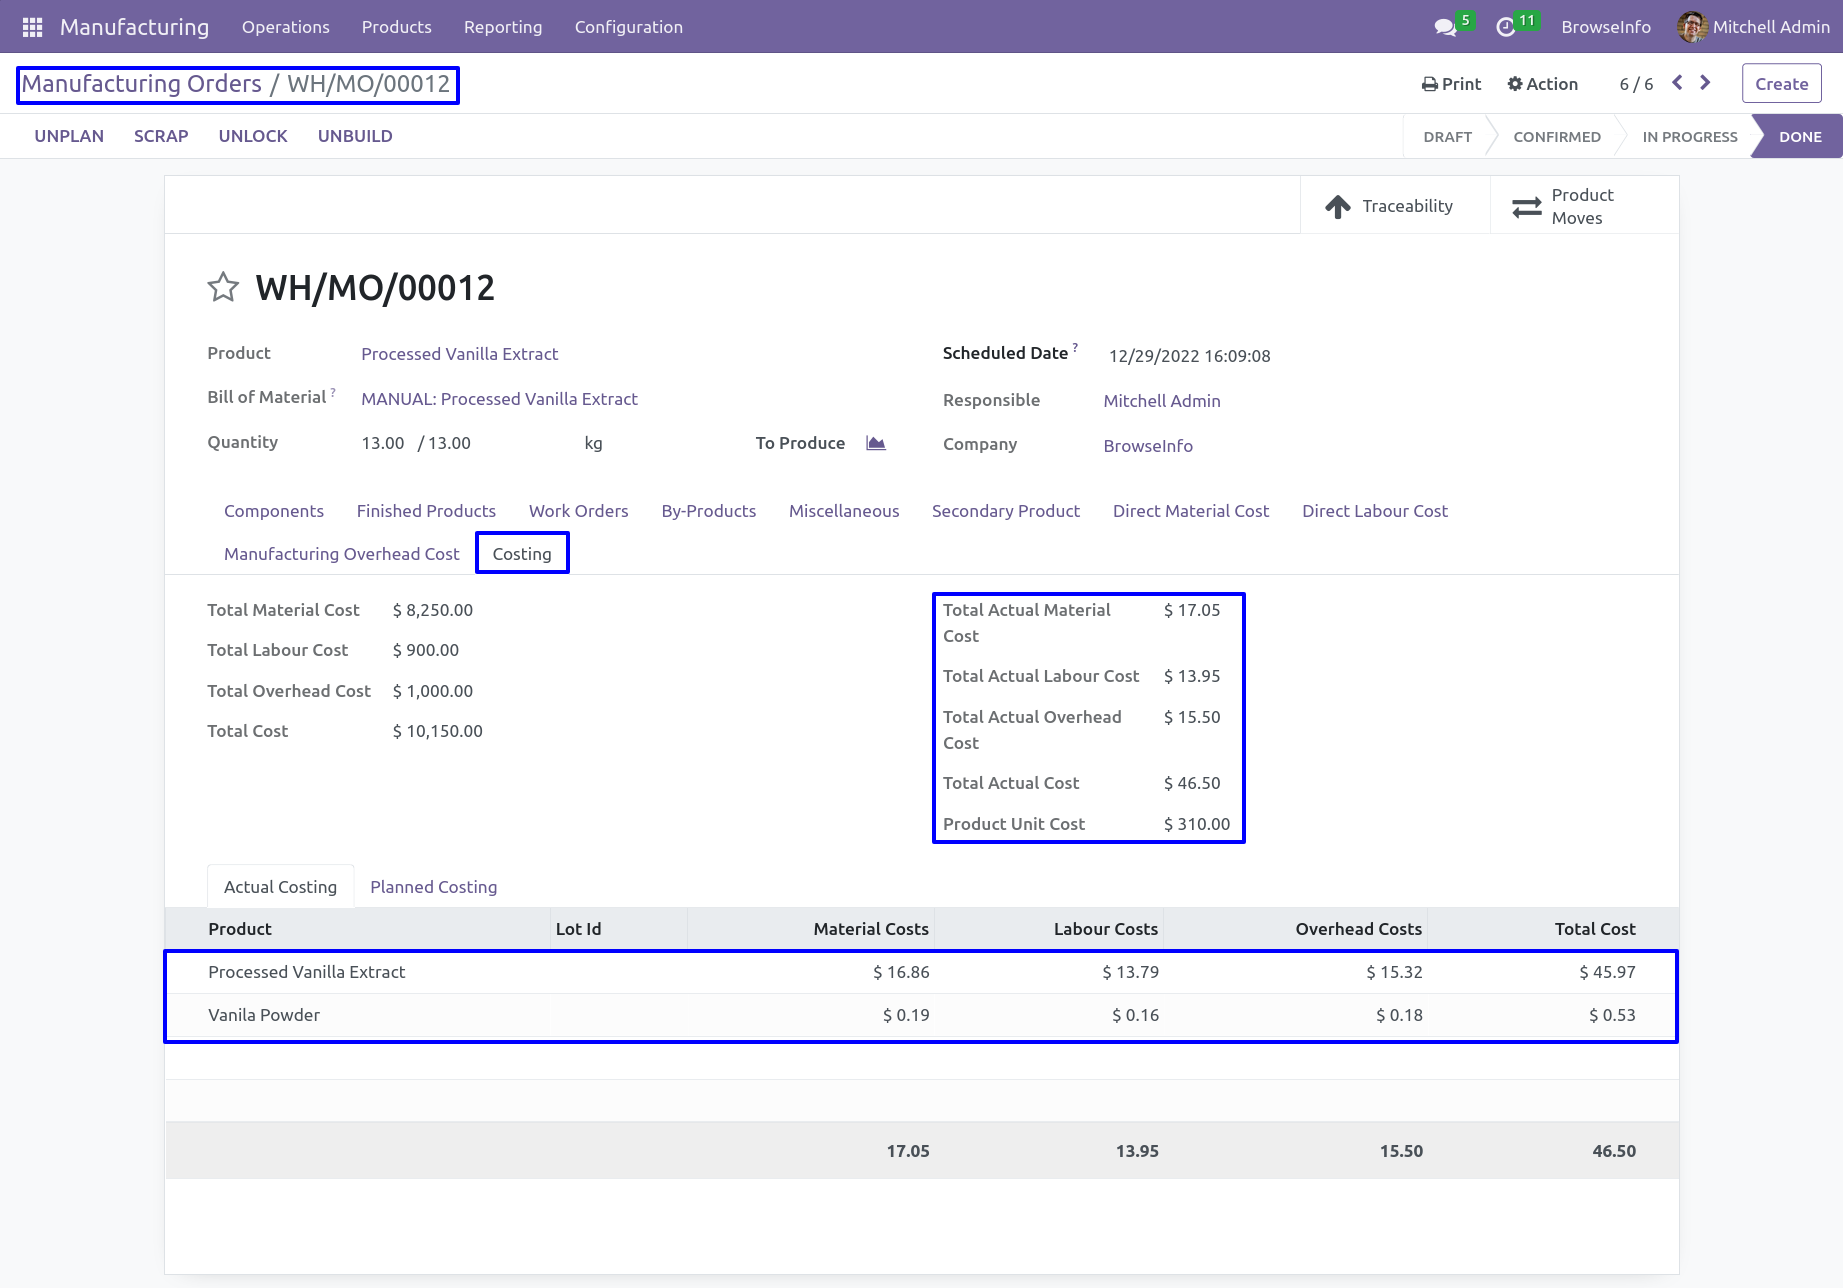 Manufacturing Operations Products Reporting Configuration 5 11 BrowseInfo Mitchell Admin
Manufacturing Orders / WH/MO/00012 Print Action 6 / 6 Create
UNPLAN SCRAP UNLOCK UNBUILD DRAFT CONFIRMED IN PROGRESS DONE
Traceability Product
Moves
WH/MO/00012
Product Processed Vanilla Extract Scheduled Date ? 12/29/2022 16:09:08
Bill of Material ? MANUAL: Processed Vanilla Extract Responsible Mitchell Admin
Quantity 13.00 / 13.00 kg To Produce Company BrowseInfo
Components Finished Products Work Orders By-Products Miscellaneous Secondary Product Direct Material Cost Direct Labour Cost
Manufacturing Overhead Cost Costing
Total Material Cost $ 8,250.00
Total Labour Cost $ 900.00
Total Overhead Cost $ 1,000.00
Total Cost $ 10,150.00
Total Actual Material $ 17.05
Cost
Total Actual Labour Cost $ 13.95
Total Actual Overhead $ 15.50
Cost
Total Actual Cost $ 46.50
Product Unit Cost $ 310.00
Actual Costing Planned Costing
Product Lot Id Material Costs Labour Costs Overhead Costs Total Cost
Processed Vanilla Extract $ 16.86 $ 13.79 $ 15.32 $ 45.97
Vanila Powder $ 0.19 $ 0.16 $ 0.18 $ 0.53
17.05 13.95 15.50 46.50